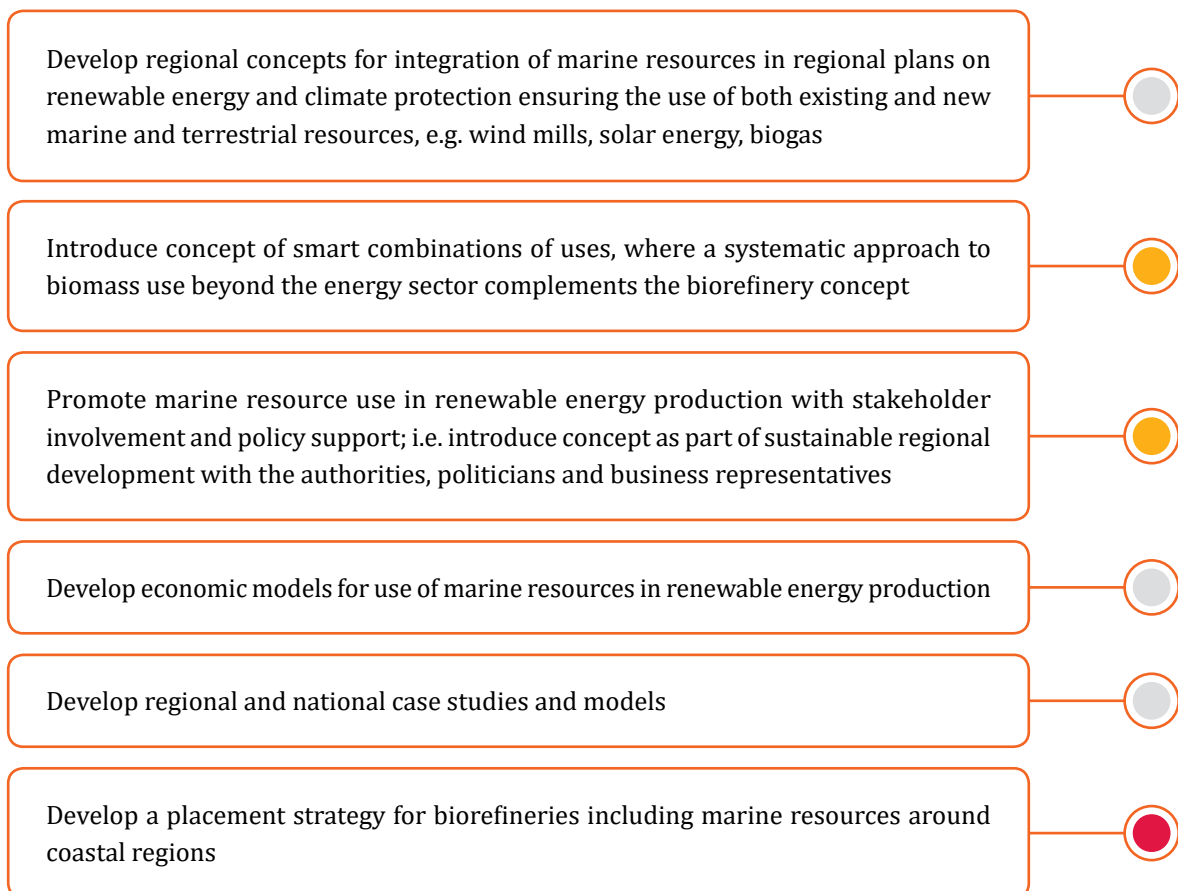 Develop regional concepts for integration of marine resources in regional plans on
renewable energy and climate protection ensuring the use of both existing and new
marine and terrestrial resources, e.g. wind mills, solar energy, biogas
Introduce concept of smart combinations of uses, where a systematic approach to
biomass use beyond the energy sector complements the biorefinery concept
Promote marine resource use in renewable energy production with stakeholder
involvement and policy support; i.e. introduce concept as part of sustainable regional
development with the authorities, politicians and business representatives
Develop economic models for use of marine resources in renewable energy production
Develop regional and national case studies and models
Develop a placement strategy for biorefineries including marine resources around
coastal regions